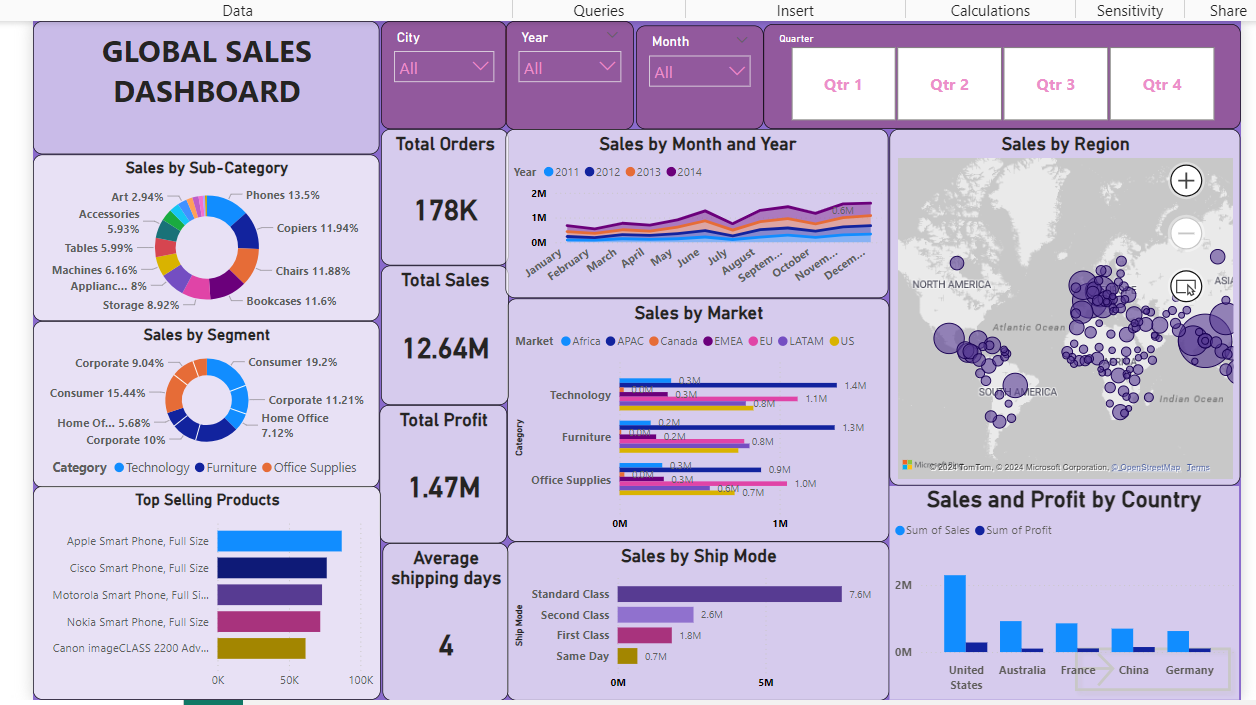 Data
Queries
Insert
Calculations
Sensitivity
Share
GLOBAL SALES
DASHBOARD
City
All
Year
All
Month
All
Quarter
Qtr 1
Qtr 2
Qtr 3
Qtr 4
Sales by Sub-Category
Art 2.94%
Phones 13.5%
Accessories
5.93%
Copiers 11.94%
Tables 5.99%
Chairs 11.88%
Machines 6.16%
Applianc... 8%
Bookcases 11.6%
Storage 8.92%
Sales by Segment
Corporate 9.04%
Consumer 19.2%
Consumer 15.44%
Corporate 11.21%
Home Of... 5.68%
Home Office
7.12%
Corporate 10%
Category
Technology
Furniture
Office Supplies
Top Selling Products
Apple Smart Phone, Full Size
Cisco Smart Phone, Full Size
Motorola Smart Phone, Full Si...
Nokia Smart Phone, Full Size
Canon imageCLASS 2200 Adv...
0K
50K
100K
Total Orders
178K
Total Sales
12.64M
Total Profit
1.47M
Average
shipping days
4
Sales by Month and Year
Year
2011
2012
2013
2014
2M
1M
0M
0.6M
January
February
March
April
May
June
July
August
Septem...
October
Novem...
Decem...
Sales by Market
Market
Africa
APAC
Canada
EMEA
EU
LATAM
US
Category
Technology
0.3M
1.4M
0.0M
0.3M
1.1M
0.8M
Furniture
0.2M
1.3M
0.0M
0.2M
0.8M
Office Supplies
0.3M
0.9M
0.0M
0.3M
1.0M
0.6M
0.7M
0M
1M
Sales by Ship Mode
Ship Mode
Standard Class
7.6M
Second Class
2.6M
First Class
1.8M
Same Day
0.7M
0M
5M
Sales by Region
NORTH AMERICA
ASIA
Atlantic Ocean
AFRICA
SOUTH AMERICA
Indian Ocean
© 2024 TomTom, © 2024 Microsoft Corporation, © OpenStreetMap Terms
Sales and Profit by Country
Sum of Sales
Sum of Profit
2M
0M
United
States
Australia
France
China
Germany